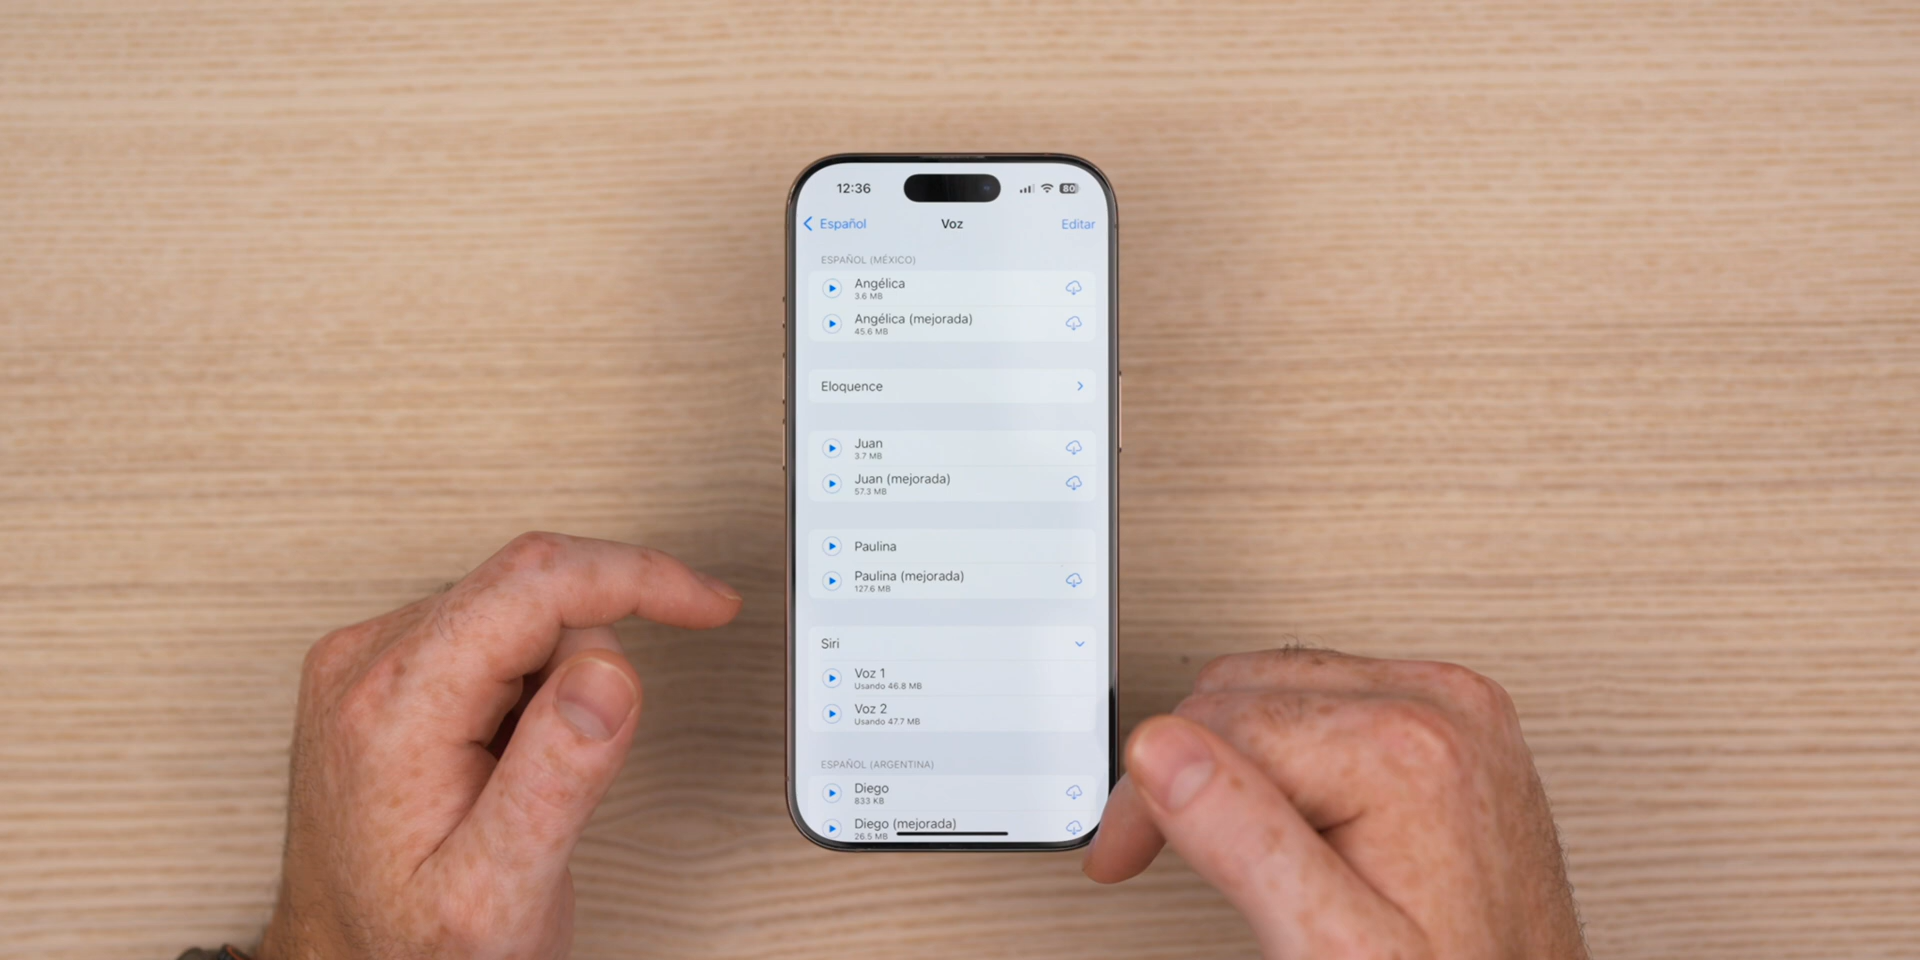 12:36
80
Español
Voz
Editar
ESPAÑOL (MÉXICO)
Angélica
3.6 MB
Angélica (mejorada)
45.6 MB
Eloquence
Juan
3.7 MB
Juan (mejorada)
57.3 MB
Paulina
Paulina (mejorada)
127.6 MB
Siri
Voz 1
Usando 46.8 MB
Voz 2
Usando 47.7 MB
ESPAÑOL (ARGENTINA)
Diego
833 KB
Diego (mejorada)
26.5 MB